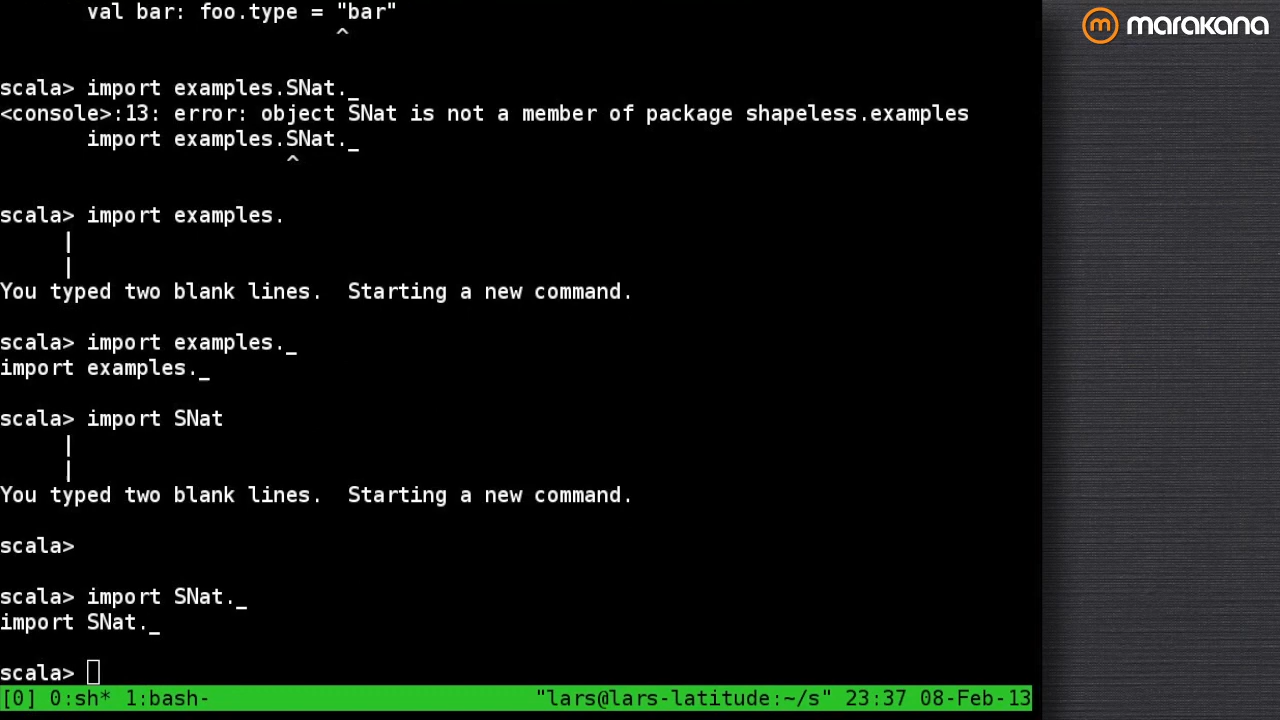 val bar: foo.type = "bar"
^
marakana
scala> import examples.SNat._
<console>:13: error: object SNat is not a member of package shapeless.examples
import examples.SNat._
^
scala> import examples.
|
|
You typed two blank lines.  Starting a new command.
scala> import examples._
import examples._
scala> import SNat
|
|
You typed two blank lines.  Starting a new command.
scala>
scala> import SNat._
import SNat._
scala>
[0] 0:sh* 1:bash- "lars@lars-latitude:~/s" 23:37 08-Feb-13